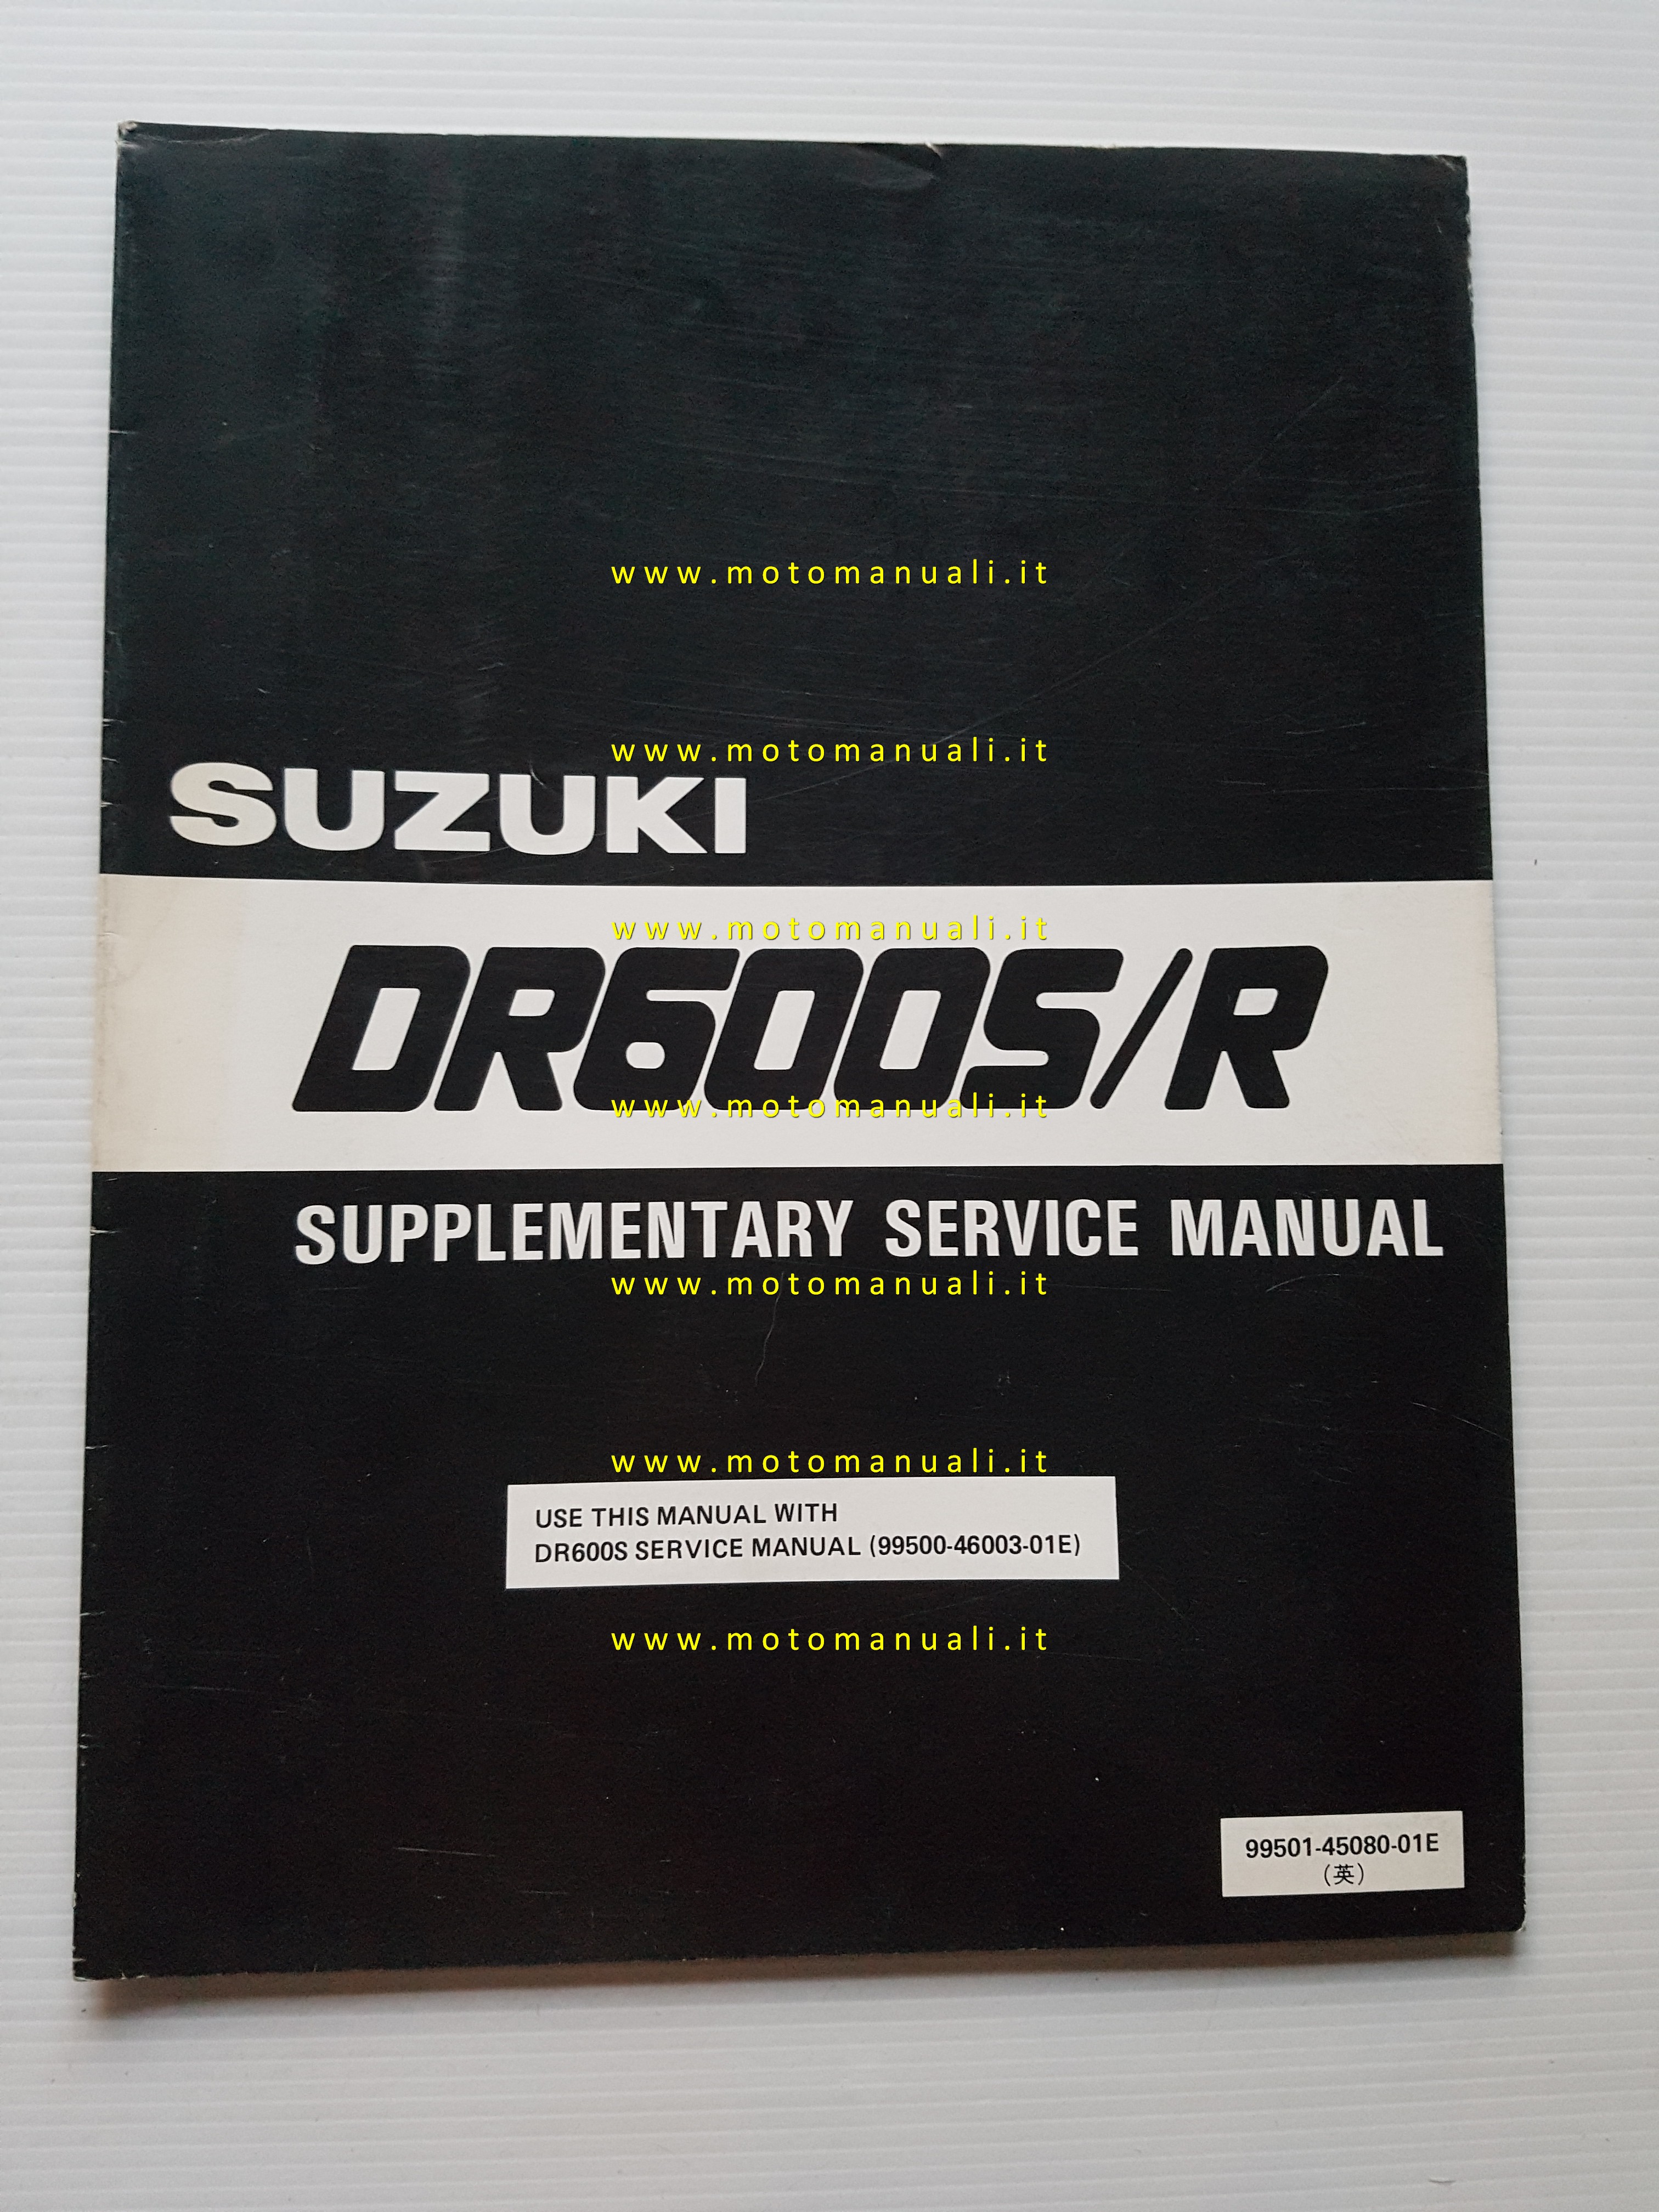 www.motomanuali.it
www.motomanuali.it
SUZUKI
www.motomanuali.it
DR600S/R
www.motomanuali.it
SUPPLEMENTARY SERVICE MANUAL
www.motomanuali.it
www.motomanuali.it
USE THIS MANUAL WITH
DR600S SERVICE MANUAL (99500-46003-01E)
www.motomanuali.it
99501-45080-01E
(英)